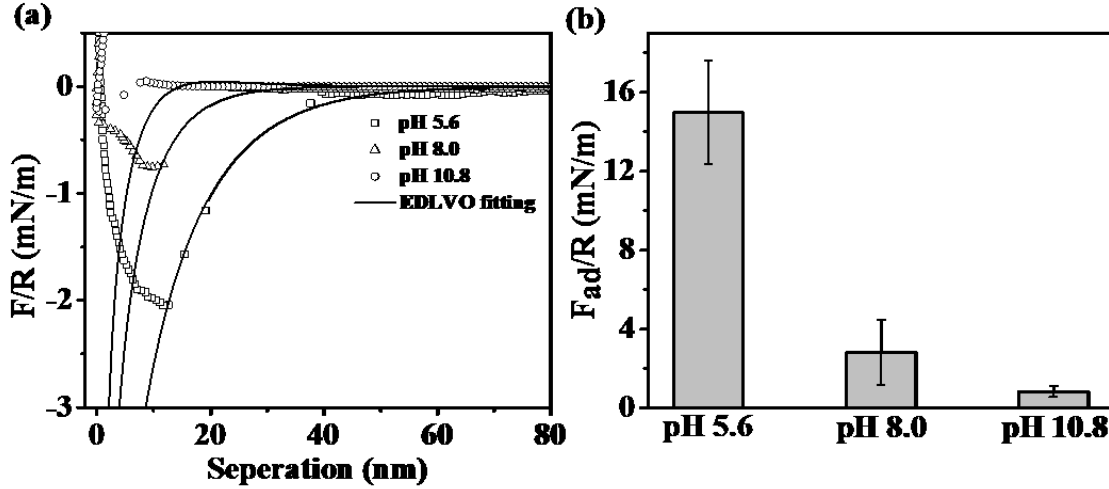 (a)
F/R (mN/m)
0
-1
-2
-3
pH 5.6
pH 8.0
pH 10.8
EDLVO fitting
0 20 40 60 80
Seperation (nm)
(b)
F_ad/R (mN/m)
16
12
8
4
0
pH 5.6 pH 8.0 pH 10.8